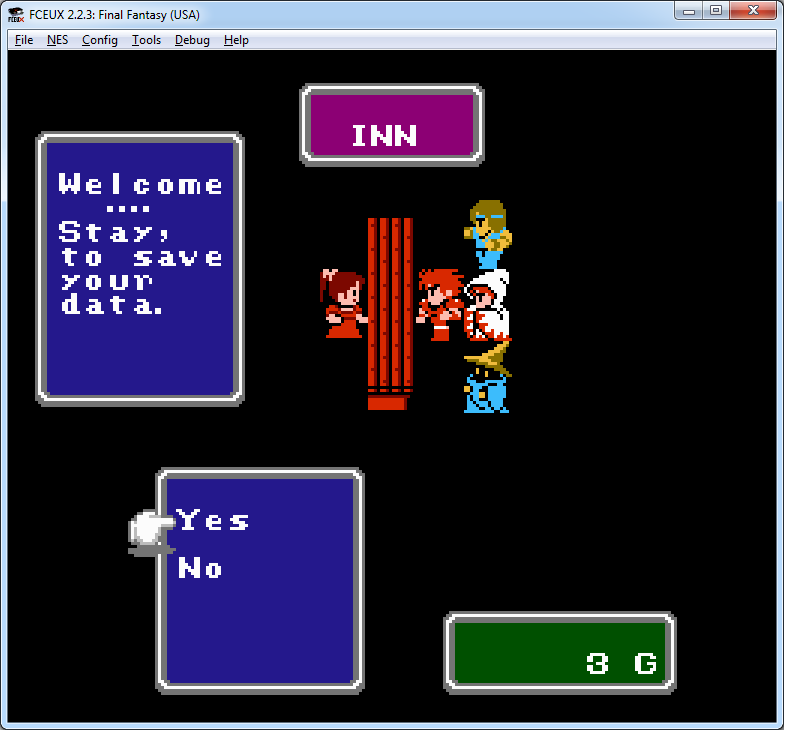 FCEUX 2.2.3: Final Fantasy (USA)
File NES Config Tools Debug Help
INN
Welcome
....
Stay,
to save
your
data.
Yes
No
3 G